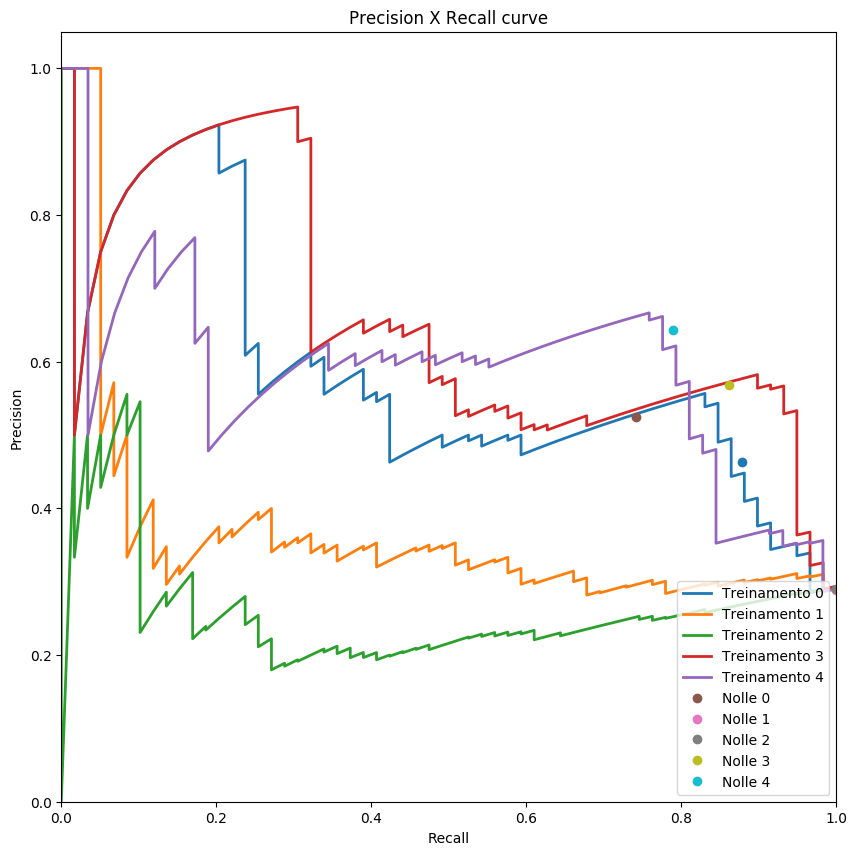 Precision X Recall curve
1.0
0.8
0.6
0.4
0.2
0.0
Precision
0.0 0.2 0.4 0.6 0.8 1.0
Recall
Treinamento 0
Treinamento 1
Treinamento 2
Treinamento 3
Treinamento 4
Nolle 0
Nolle 1
Nolle 2
Nolle 3
Nolle 4